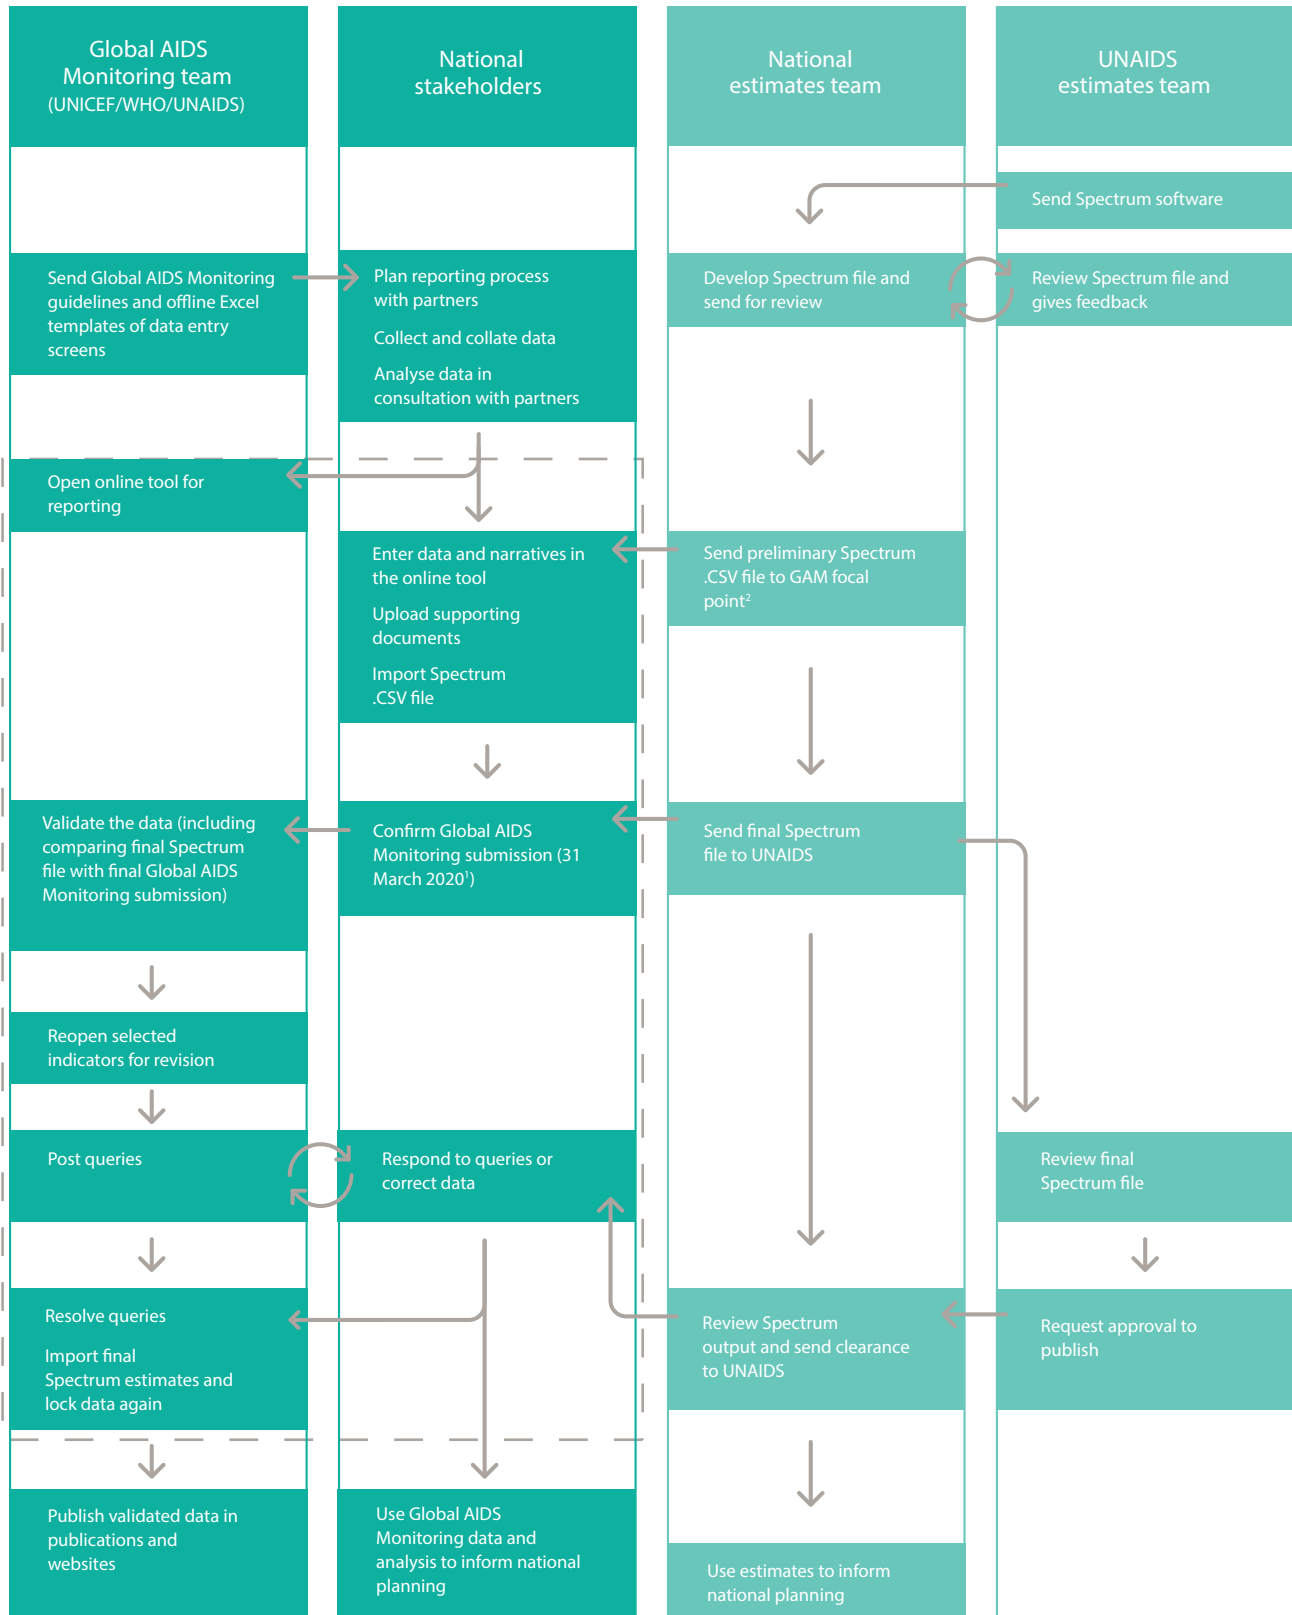 Global AIDS
Monitoring team
(UNICEF/WHO/UNAIDS)
National
stakeholders
National
estimates team
UNAIDS
estimates team
Send Spectrum software
Send Global AIDS Monitoring
guidelines and offline Excel
templates of data entry
screens
Plan reporting process
with partners
Collect and collate data
Analyse data in
consultation with partners
Develop Spectrum file and
send for review
Review Spectrum file and
gives feedback
Open online tool for
reporting
Enter data and narratives in
the online tool
Upload supporting
documents
Import Spectrum
.CSV file
Send preliminary Spectrum
.CSV file to GAM focal
point²
Validate the data (including
comparing final Spectrum
file with final Global AIDS
Monitoring submission)
Confirm Global AIDS
Monitoring submission (31
March 2020¹)
Send final Spectrum
file to UNAIDS
Reopen selected
indicators for revision
Post queries
Respond to queries or
correct data
Review final
Spectrum file
Resolve queries
Import final
Spectrum estimates and
lock data again
Review Spectrum
output and send clearance
to UNAIDS
Request approval to
publish
Publish validated data in
publications and
websites
Use Global AIDS
Monitoring data and
analysis to inform national
planning
Use estimates to inform
national planning